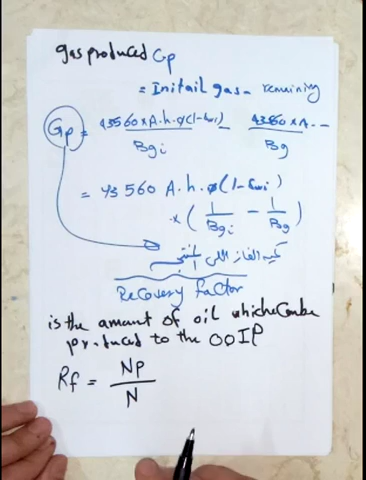 gas produced Gp
= Initail gas - remaining
Gp = 43560 x A.h.ø(1-Swi) / Bgi - 43560 x A -- / Bg
= 43 560 A.h.ø(1-Swi)
x ( 1/Bgi - 1/Bg )
كمية الغاز اللي
Recovery factor
is the amount of oil which Can be
produced to the OOIP
Rf = Np / N